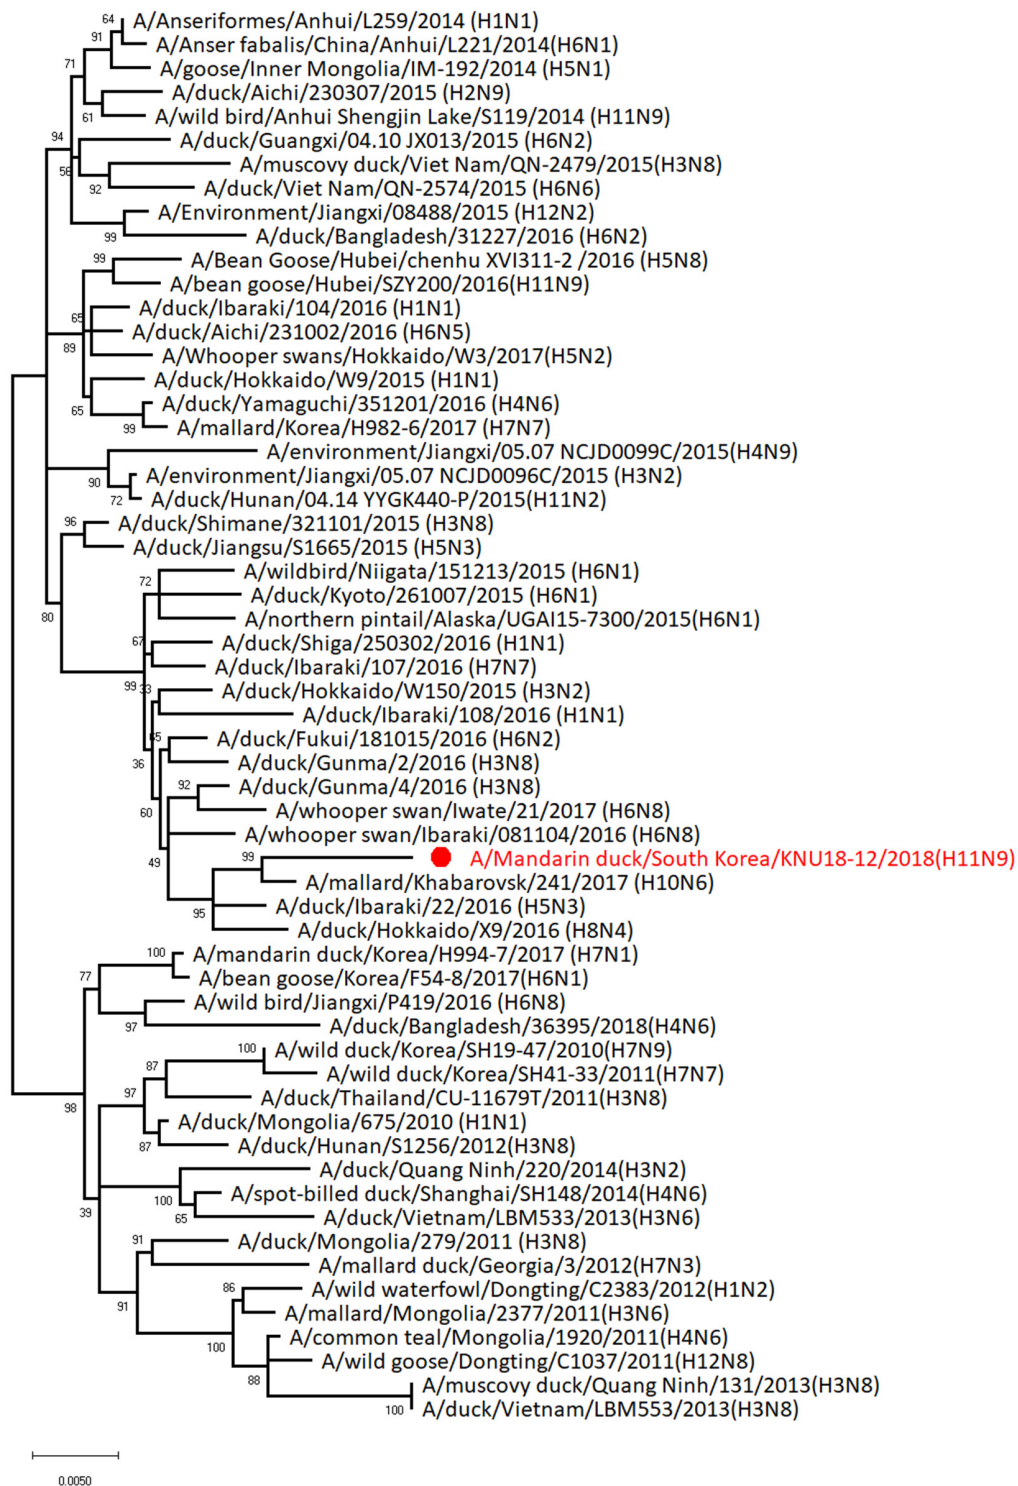 64
A/Anseriformes/Anhui/L259/2014 (H1N1)
91
A/Anser fabalis/China/Anhui/L221/2014(H6N1)
71
A/goose/Inner Mongolia/IM-192/2014 (H5N1)
A/duck/Aichi/230307/2015 (H2N9)
61
A/wild bird/Anhui Shengjin Lake/S119/2014 (H11N9)
94
A/duck/Guangxi/04.10 JX013/2015 (H6N2)
A/muscovy duck/Viet Nam/QN-2479/2015(H3N8)
56
92
A/duck/Viet Nam/QN-2574/2015 (H6N6)
A/Environment/Jiangxi/08488/2015 (H12N2)
99
A/duck/Bangladesh/31227/2016 (H6N2)
99
A/Bean Goose/Hubei/chenhu XVI311-2 /2016 (H5N8)
A/bean goose/Hubei/SZY200/2016(H11N9)
A/duck/Ibaraki/104/2016 (H1N1)
65
A/duck/Aichi/231002/2016 (H6N5)
89
A/Whooper swans/Hokkaido/W3/2017(H5N2)
A/duck/Hokkaido/W9/2015 (H1N1)
65
A/duck/Yamaguchi/351201/2016 (H4N6)
99
A/mallard/Korea/H982-6/2017 (H7N7)
A/environment/Jiangxi/05.07 NCJD0099C/2015(H4N9)
90
A/environment/Jiangxi/05.07 NCJD0096C/2015 (H3N2)
72
A/duck/Hunan/04.14 YYGK440-P/2015(H11N2)
96
A/duck/Shimane/321101/2015 (H3N8)
A/duck/Jiangsu/S1665/2015 (H5N3)
72
A/wildbird/Niigata/151213/2015 (H6N1)
A/duck/Kyoto/261007/2015 (H6N1)
80
A/northern pintail/Alaska/UGAI15-7300/2015(H6N1)
67
A/duck/Shiga/250302/2016 (H1N1)
A/duck/Ibaraki/107/2016 (H7N7)
99
33
A/duck/Hokkaido/W150/2015 (H3N2)
A/duck/Ibaraki/108/2016 (H1N1)
A/duck/Fukui/181015/2016 (H6N2)
36
A/duck/Gunma/2/2016 (H3N8)
92
A/duck/Gunma/4/2016 (H3N8)
60
A/whooper swan/Iwate/21/2017 (H6N8)
A/whooper swan/Ibaraki/081104/2016 (H6N8)
49
99
A/Mandarin duck/South Korea/KNU18-12/2018(H11N9)
A/mallard/Khabarovsk/241/2017 (H10N6)
95
A/duck/Ibaraki/22/2016 (H5N3)
A/duck/Hokkaido/X9/2016 (H8N4)
100
A/mandarin duck/Korea/H994-7/2017 (H7N1)
77
A/bean goose/Korea/F54-8/2017(H6N1)
A/wild bird/Jiangxi/P419/2016 (H6N8)
97
A/duck/Bangladesh/36395/2018(H4N6)
100
A/wild duck/Korea/SH19-47/2010(H7N9)
87
A/wild duck/Korea/SH41-33/2011(H7N7)
97
A/duck/Thailand/CU-11679T/2011(H3N8)
98
A/duck/Mongolia/675/2010 (H1N1)
87
A/duck/Hunan/S1256/2012(H3N8)
A/duck/Quang Ninh/220/2014(H3N2)
100
A/spot-billed duck/Shanghai/SH148/2014(H4N6)
39
65
A/duck/Vietnam/LBM533/2013(H3N6)
91
A/duck/Mongolia/279/2011 (H3N8)
A/mallard duck/Georgia/3/2012(H7N3)
86
A/wild waterfowl/Dongting/C2383/2012(H1N2)
91
A/mallard/Mongolia/2377/2011(H3N6)
100
A/common teal/Mongolia/1920/2011(H4N6)
A/wild goose/Dongting/C1037/2011(H12N8)
88
A/muscovy duck/Quang Ninh/131/2013(H3N8)
100
A/duck/Vietnam/LBM553/2013(H3N8)
0.0050